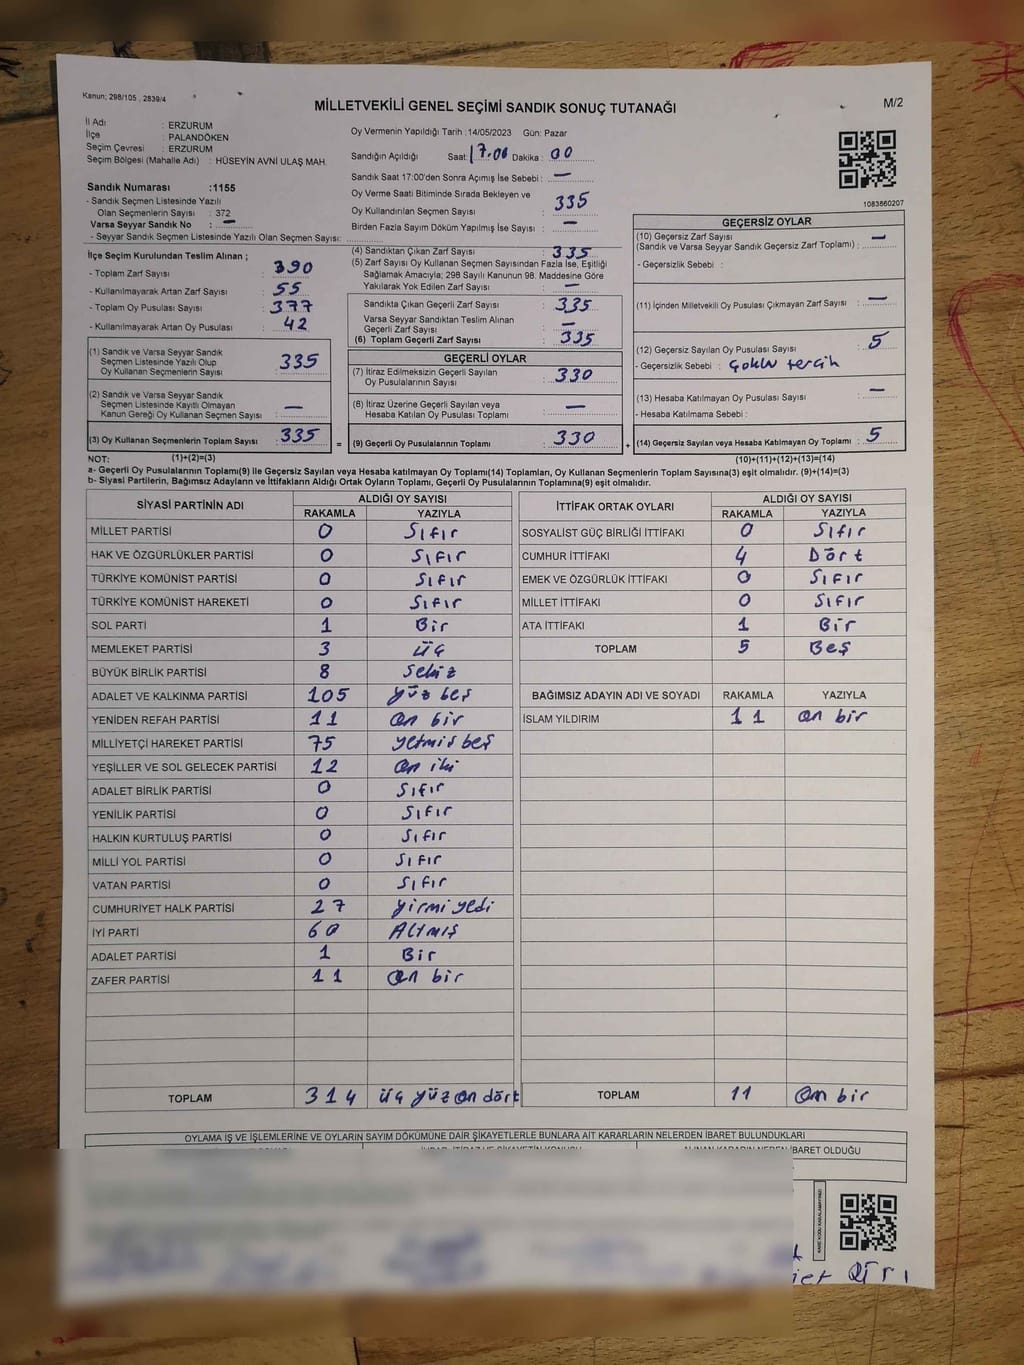 Kanun; 298/105 , 2839/4
MİLLETVEKİLİ GENEL SEÇİMİ SANDIK SONUÇ TUTANAĞI
M/2
İl Adı : ERZURUM
İlçe : PALANDÖKEN
Seçim Çevresi : ERZURUM
Seçim Bölgesi (Mahalle Adı) : HÜSEYİN AVNİ ULAŞ MAH.
Sandık Numarası :1155
- Sandık Seçmen Listesinde Yazılı
Olan Seçmenlerin Sayısı : 372
Varsa Seyyar Sandık No : —
- Seyyar Sandık Seçmen Listesinde Yazılı Olan Seçmen Sayısı:
İlçe Seçim Kurulundan Teslim Alınan ;
- Toplam Zarf Sayısı : 390
- Kullanılmayarak Artan Zarf Sayısı : 55
- Toplam Oy Pusulası Sayısı : 377
- Kullanılmayarak Artan Oy Pusulası : 42
(1) Sandık ve Varsa Seyyar Sandık
Seçmen Listesinde Yazılı Olup
Oy Kullanan Seçmenlerin Sayısı : 335
(2) Sandık ve Varsa Seyyar Sandık
Seçmen Listesinde Kayıtlı Olmayan
Kanun Gereği Oy Kullanan Seçmen Sayısı : —
(3) Oy Kullanan Seçmenlerin Toplam Sayısı : 335
Oy Vermenin Yapıldığı Tarih :14/05/2023 Gün: Pazar
Sandığın Açıldığı Saat: 17.00 Dakika : 00
Sandık Saat 17:00'den Sonra Açımış İse Sebebi : —
Oy Verme Saati Bitiminde Sırada Bekleyen ve
Oy Kullandırılan Seçmen Sayısı : 335
Birden Fazla Sayım Döküm Yapılmış İse Sayısı : —
(4) Sandıktan Çıkan Zarf Sayısı : 335
(5) Zarf Sayısı Oy Kullanan Seçmen Sayısından Fazla İse, Eşitliği
Sağlamak Amacıyla; 298 Sayılı Kanunun 98. Maddesine Göre
Yakılarak Yok Edilen Zarf Sayısı : —
Sandıkta Çıkan Geçerli Zarf Sayısı : 335
Varsa Seyyar Sandıktan Teslim Alınan
Geçerli Zarf Sayısı : —
(6) Toplam Geçerli Zarf Sayısı : 335
GEÇERLİ OYLAR
(7) İtiraz Edilmeksizin Geçerli Sayılan
Oy Pusulalarının Sayısı : 330
(8) İtiraz Üzerine Geçerli Sayılan veya
Hesaba Katılan Oy Pusulası Toplamı : —
= (9) Geçerli Oy Pusulalarının Toplamı : 330 +
1083660207
GEÇERSİZ OYLAR
(10) Geçersiz Zarf Sayısı
(Sandık ve Varsa Seyyar Sandık Geçersiz Zarf Toplamı) : —
- Geçersizlik Sebebi :
(11) İçinden Milletvekili Oy Pusulası Çıkmayan Zarf Sayısı : —
(12) Geçersiz Sayılan Oy Pusulası Sayısı : 5
- Geçersizlik Sebebi : Çoklu tercih
(13) Hesaba Katılmayan Oy Pusulası Sayısı : —
- Hesaba Katılmama Sebebi :
(14) Geçersiz Sayılan veya Hesaba Katılmayan Oy Toplamı : 5
NOT: (1)+(2)=(3) (10)+(11)+(12)+(13)=(14)
a- Geçerli Oy Pusulalarının Toplamı(9) ile Geçersiz Sayılan veya Hesaba katılmayan Oy Toplamı(14) Toplamları, Oy Kullanan Seçmenlerin Toplam Sayısına(3) eşit olmalıdır. (9)+(14)=(3)
b- Siyasi Partilerin, Bağımsız Adayların ve İttifakların Aldığı Ortak Oyların Toplamı, Geçerli Oy Pusulalarının Toplamına(9) eşit olmalıdır.
SİYASİ PARTİNİN ADI ALDIĞI OY SAYISI
RAKAMLA YAZIYLA
MİLLET PARTİSİ 0 Sıfır
HAK VE ÖZGÜRLÜKLER PARTİSİ 0 Sıfır
TÜRKİYE KOMÜNİST PARTİSİ 0 Sıfır
TÜRKİYE KOMÜNİST HAREKETİ 0 Sıfır
SOL PARTİ 1 Bir
MEMLEKET PARTİSİ 3 üç
BÜYÜK BİRLİK PARTİSİ 8 Sekiz
ADALET VE KALKINMA PARTİSİ 105 yüz beş
YENİDEN REFAH PARTİSİ 11 on bir
MİLLİYETÇİ HAREKET PARTİSİ 75 yetmiş beş
YEŞİLLER VE SOL GELECEK PARTİSİ 12 on iki
ADALET BİRLİK PARTİSİ 0 Sıfır
YENİLİK PARTİSİ 0 Sıfır
HALKIN KURTULUŞ PARTİSİ 0 Sıfır
MİLLİ YOL PARTİSİ 0 Sıfır
VATAN PARTİSİ 0 Sıfır
CUMHURİYET HALK PARTİSİ 27 yirmi yedi
İYİ PARTİ 60 Altmış
ADALET PARTİSİ 1 Bir
ZAFER PARTİSİ 11 on bir
TOPLAM 314 üç yüz on dört
İTTİFAK ORTAK OYLARI ALDIĞI OY SAYISI
RAKAMLA YAZIYLA
SOSYALİST GÜÇ BİRLİĞİ İTTİFAKI 0 Sıfır
CUMHUR İTTİFAKI 4 Dört
EMEK VE ÖZGÜRLÜK İTTİFAKI 0 Sıfır
MİLLET İTTİFAKI 0 Sıfır
ATA İTTİFAKI 1 Bir
TOPLAM 5 Beş
BAĞIMSIZ ADAYIN ADI VE SOYADI RAKAMLA YAZIYLA
İSLAM YILDIRIM 11 on bir
TOPLAM 11 on bir
OYLAMA İŞ VE İŞLEMLERİNE VE OYLARIN SAYIM DÖKÜMÜNE DAİR ŞİKAYETLERLE BUNLARA AİT KARARLARIN NELERDEN İBARET BULUNDUKLARI
İBARET OLDUĞU